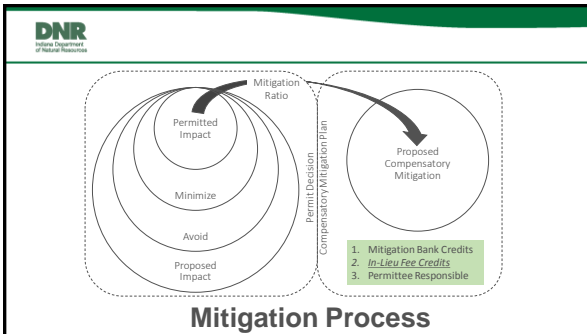 DNR
Indiana Department
of Natural Resources
Mitigation
Ratio
Permitted
Impact
Minimize
Avoid
Proposed
Impact
Permit Decision
Compensatory Mitigation Plan
Proposed
Compensatory
Mitigation
1. Mitigation Bank Credits
2. In-Lieu Fee Credits
3. Permittee Responsible
Mitigation Process